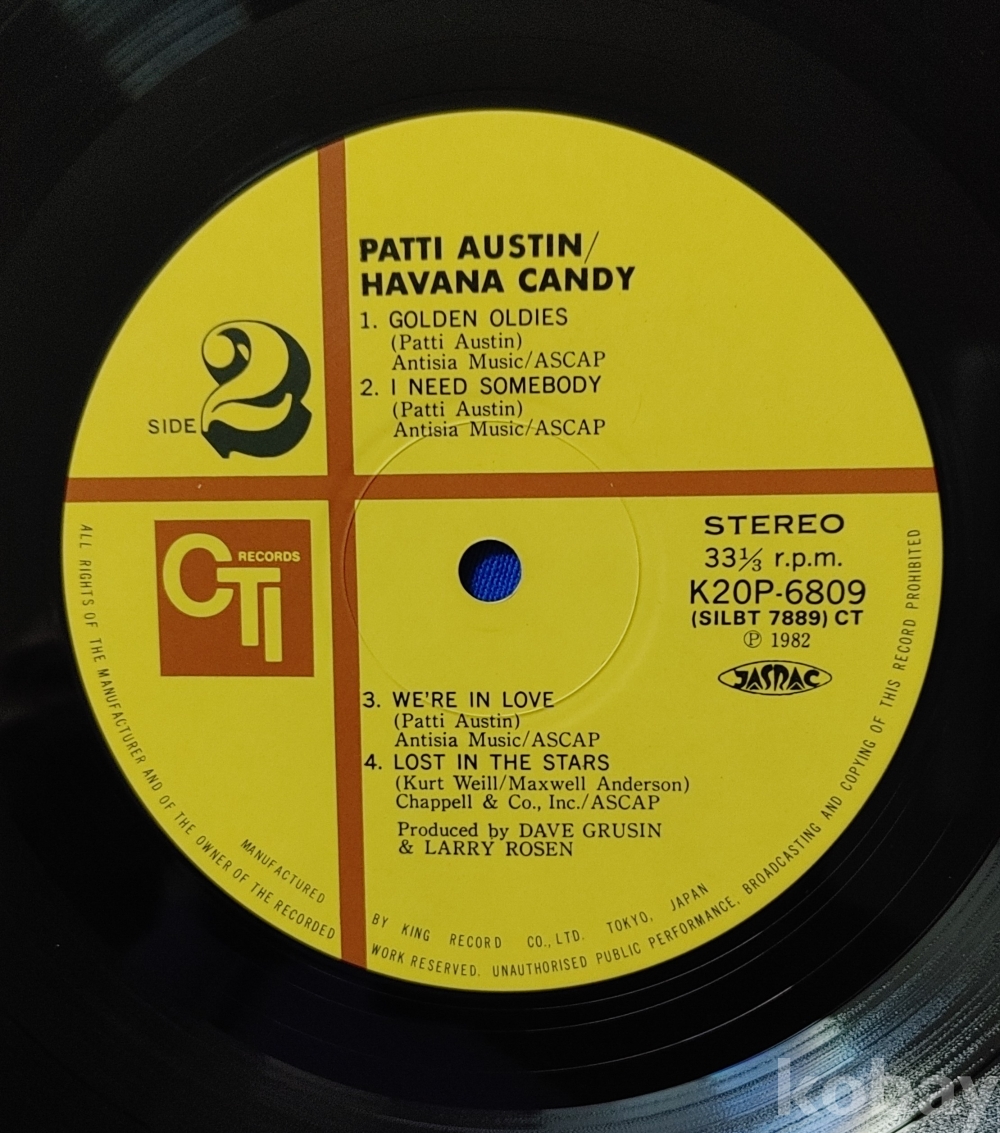 PATTI AUSTIN/
HAVANA CANDY
1. GOLDEN OLDIES
(Patti Austin)
Antisia Music/ASCAP
2. I NEED SOMEBODY
(Patti Austin)
Antisia Music/ASCAP
SIDE 2
CTI RECORDS
STEREO
33⅓ r.p.m.
K20P-6809
(SILBT 7889) CT
Ⓟ 1982
JASRAC
3. WE'RE IN LOVE
(Patti Austin)
Antisia Music/ASCAP
4. LOST IN THE STARS
(Kurt Weill/Maxwell Anderson)
Chappell & Co., Inc./ASCAP
Produced by DAVE GRUSIN
& LARRY ROSEN
MANUFACTURED BY KING RECORD CO., LTD. TOKYO, JAPAN
ALL RIGHTS OF THE MANUFACTURER AND OF THE OWNER OF THE RECORDED WORK RESERVED. UNAUTHORISED PUBLIC PERFORMANCE, BROADCASTING AND COPYING OF THIS RECORD PROHIBITED
kobay